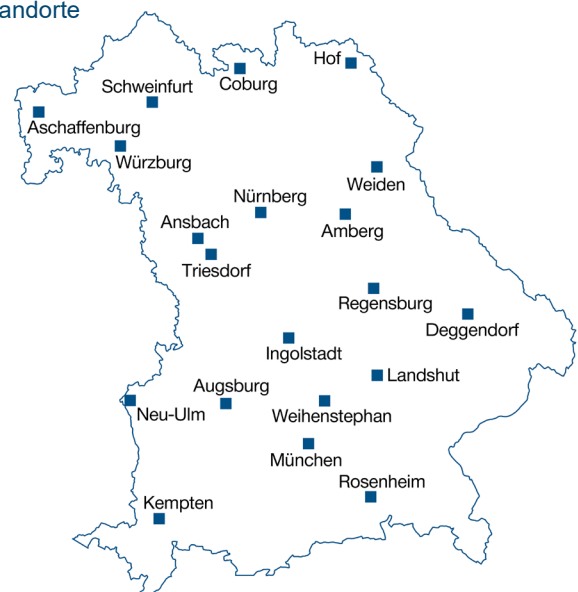 andorte
Hof
Coburg
Schweinfurt
Aschaffenburg
Würzburg
Weiden
Nürnberg
Ansbach
Amberg
Triesdorf
Regensburg
Deggendorf
Ingolstadt
Landshut
Augsburg
Neu-Ulm
Weihenstephan
München
Rosenheim
Kempten